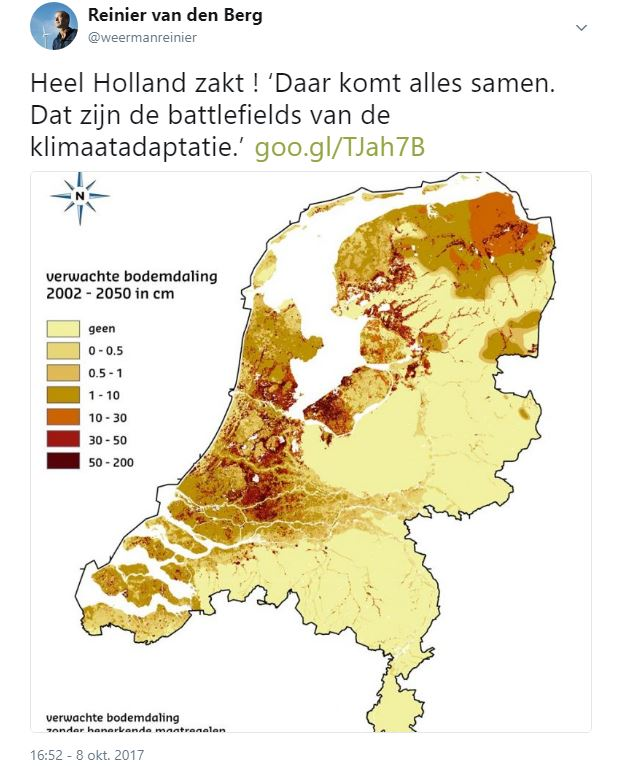 Reinier van den Berg
@weermanreinier
Heel Holland zakt ! ‘Daar komt alles samen.
Dat zijn de battlefields van de
klimaatadaptatie.’ goo.gl/TJah7B
N
verwachte bodemdaling
2002 - 2050 in cm
geen
0 - 0.5
0.5 - 1
1 - 10
10 - 30
30 - 50
50 - 200
verwachte bodemdaling
zonder beperkende maatregelen
16:52 - 8 okt. 2017